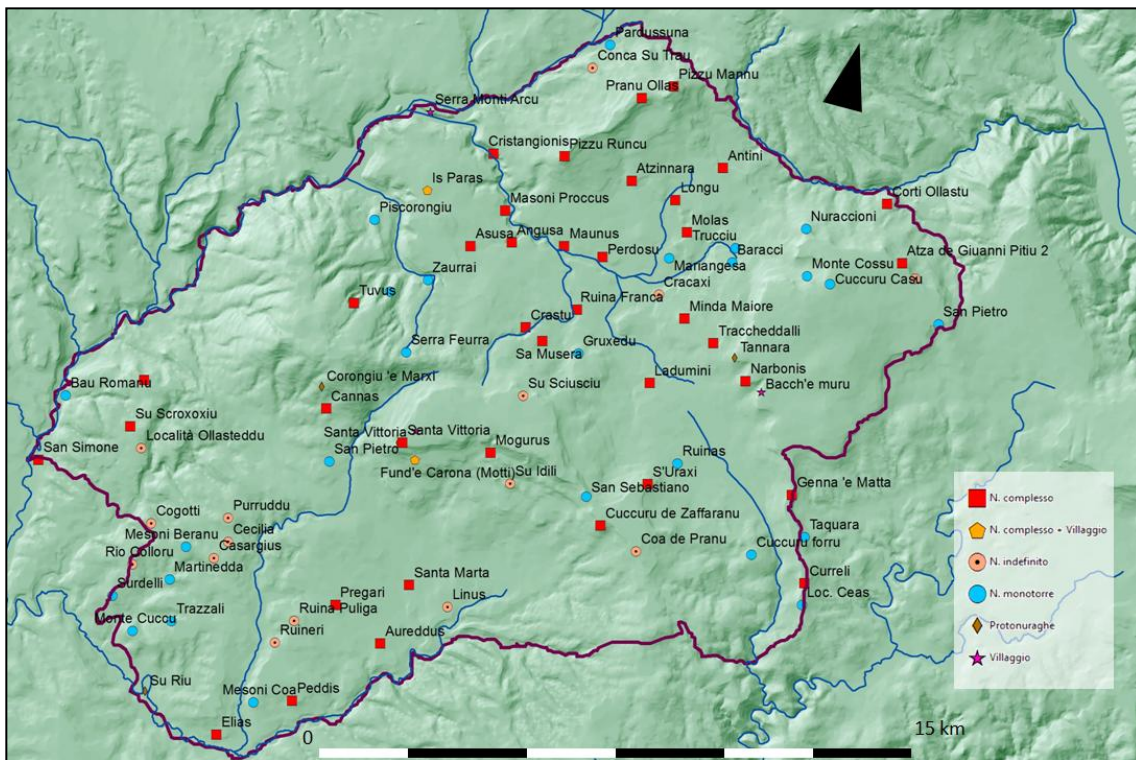 Pardussuna
Conca Su Trau
Pizzu Mannu
Pranu Ollas
Serra Monti Arcu
Cristangionis
Pizzu Runcu
Antini
Atzinnara
Is Paras
Longu
Corti Ollastu
Masoni Proccus
Piscorongiu
Molas
Trucciu
Nuraccioni
Asusa
Angusa
Maunus
Perdosu
Baracci
Atza de Giuanni Pitiu 2
Mariangesa
Zaurrai
Monte Cossu
Cuccuru Casu
Cracaxi
Tuvus
Ruina Franca
Minda Maiore
Crastu
San Pietro
Traccheddalli
Sa Musera
Gruxedu
Tannara
Serra Feurra
Corongiu 'e Marxi
Ladumini
Narbonis
Bacch'e muru
Bau Romanu
Cannas
Su Sciusciu
Su Scroxoxiu
Santa Vittoria
Santa Vittoria
Località Ollasteddu
San Simone
San Pietro
Mogurus
Fund'e Carona (Motti)
Su Idili
Ruinas
S'Uraxi
San Sebastiano
Genna 'e Matta
Purruddu
Cogotti
Cecilia
Mesoni Beranu
Casargius
Cuccuru de Zaffaranu
Taquara
Rio Colloru
Coa de Pranu
Cuccuru forru
Martinedda
Surdelli
Santa Marta
Curreli
Loc. Ceas
Pregari
Linus
Trazzali
Monte Cuccu
Ruina Puliga
Ruineri
Aureddus
Su Riu
Mesoni Coa
Peddis
Elias
N. complesso
N. complesso + Villaggio
N. indefinito
N. monotorre
Protonuraghe
Villaggio
0
15 km